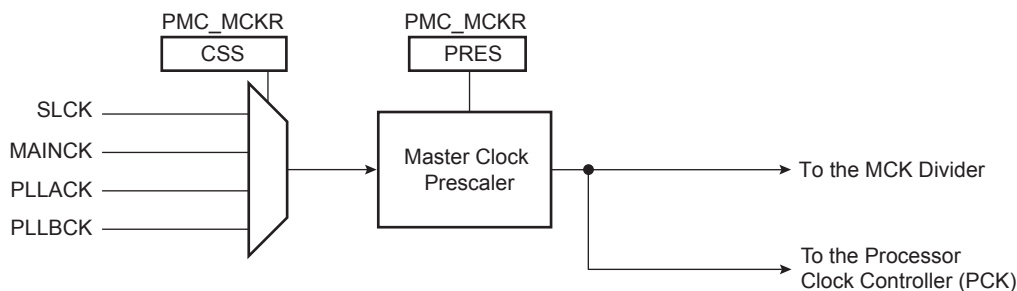 PMC_MCKR
PMC_MCKR
CSS
PRES
SLCK
MAINCK
PLLACK
PLLBCK
Master Clock
Prescaler
To the MCK Divider
To the Processor
Clock Controller (PCK)